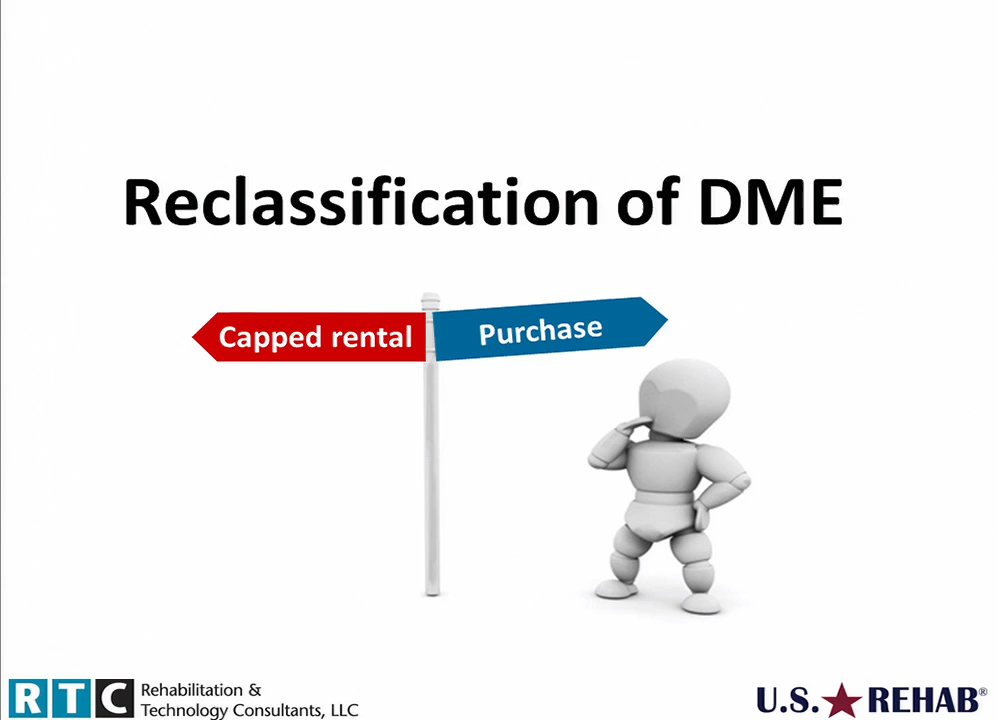 Reclassification of DME
Capped rental
Purchase
RTC
Rehabilitation &
Technology Consultants, LLC
U.S. REHAB®